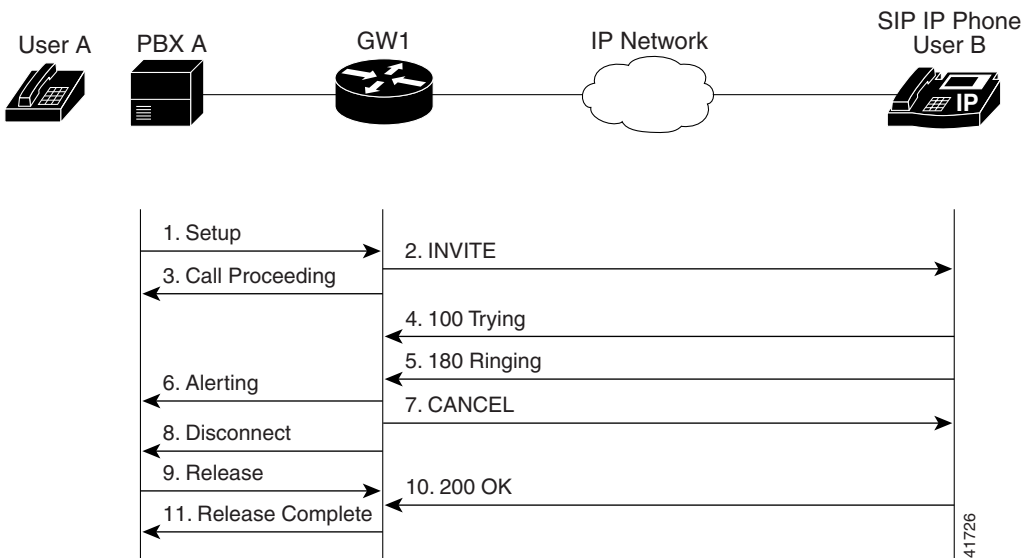 User A
PBX A
GW1
IP Network
SIP IP Phone
User B
IP
1. Setup
2. INVITE
3. Call Proceeding
4. 100 Trying
5. 180 Ringing
6. Alerting
7. CANCEL
8. Disconnect
9. Release
10. 200 OK
11. Release Complete
41726